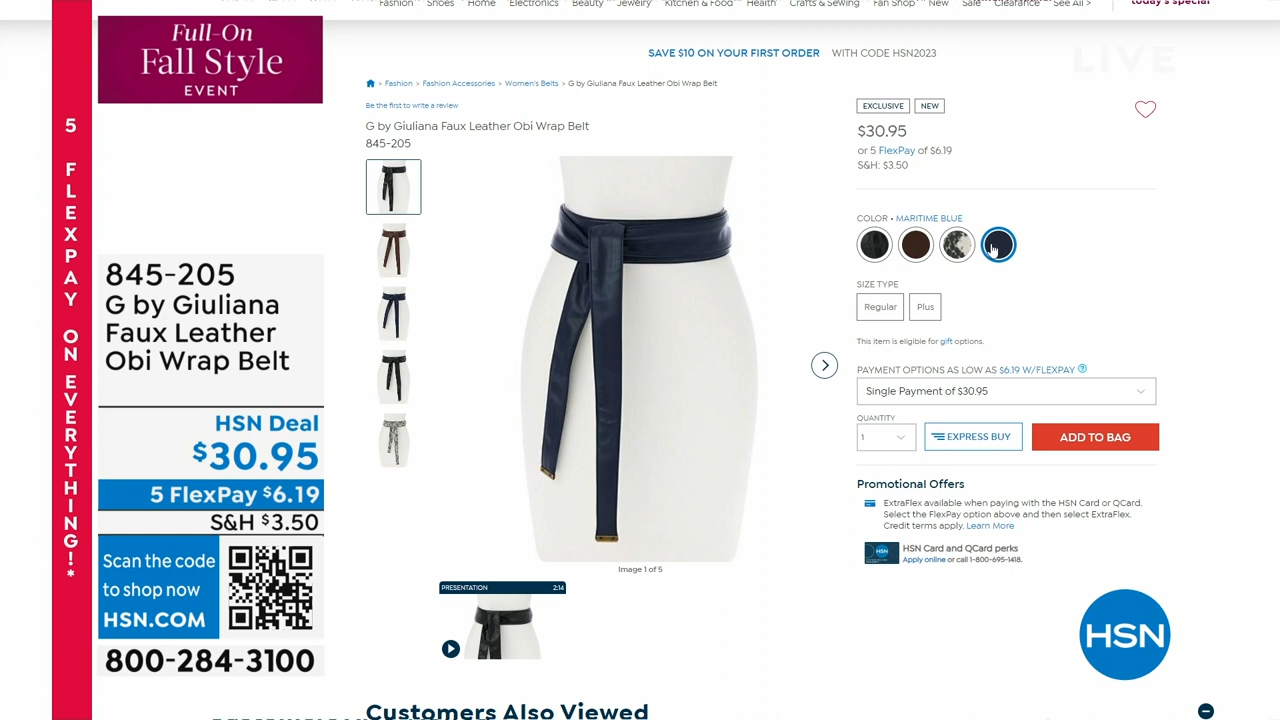 Fashion Shoes Home Electronics Beauty Jewelry Kitchen & Food Health Crafts & Sewing Fan Shop New Sale Clearance See All >
today's special
Full-On
Fall Style
EVENT
5 FLEXPAY ON EVERYTHING!*
SAVE $10 ON YOUR FIRST ORDER WITH CODE HSN2023
LIVE
> Fashion > Fashion Accessories > Women's Belts > G by Giuliana Faux Leather Obi Wrap Belt
Be the first to write a review
G by Giuliana Faux Leather Obi Wrap Belt
845-205
EXCLUSIVE NEW
$30.95
or 5 FlexPay of $6.19
S&H: $3.50
COLOR • MARITIME BLUE
SIZE TYPE
Regular Plus
This item is eligible for gift options.
PAYMENT OPTIONS AS LOW AS $6.19 W/FLEXPAY ?
Single Payment of $30.95
QUANTITY
1 EXPRESS BUY ADD TO BAG
Promotional Offers
ExtraFlex available when paying with the HSN Card or QCard.
Select the FlexPay option above and then select ExtraFlex.
Credit terms apply. Learn More
HSN
HSN Card and QCard perks
Apply online or call 1-800-695-1418.
Image 1 of 5
PRESENTATION 2:14
845-205
G by Giuliana
Faux Leather
Obi Wrap Belt
HSN Deal
$30.95
5 FlexPay $6.19
S&H $3.50
Scan the code
to shop now
HSN.COM
800-284-3100
HSN
Customers Also Viewed